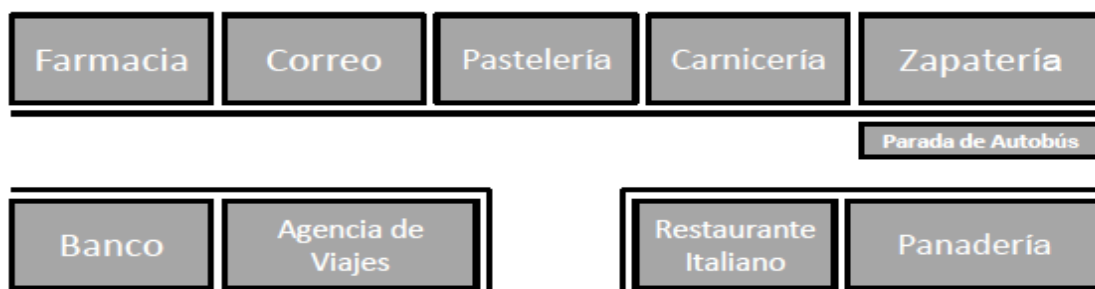 Farmacia
Correo
Pastelería
Carnicería
Zapatería
Parada de Autobús
Banco
Agencia de
Viajes
Restaurante
Italiano
Panadería